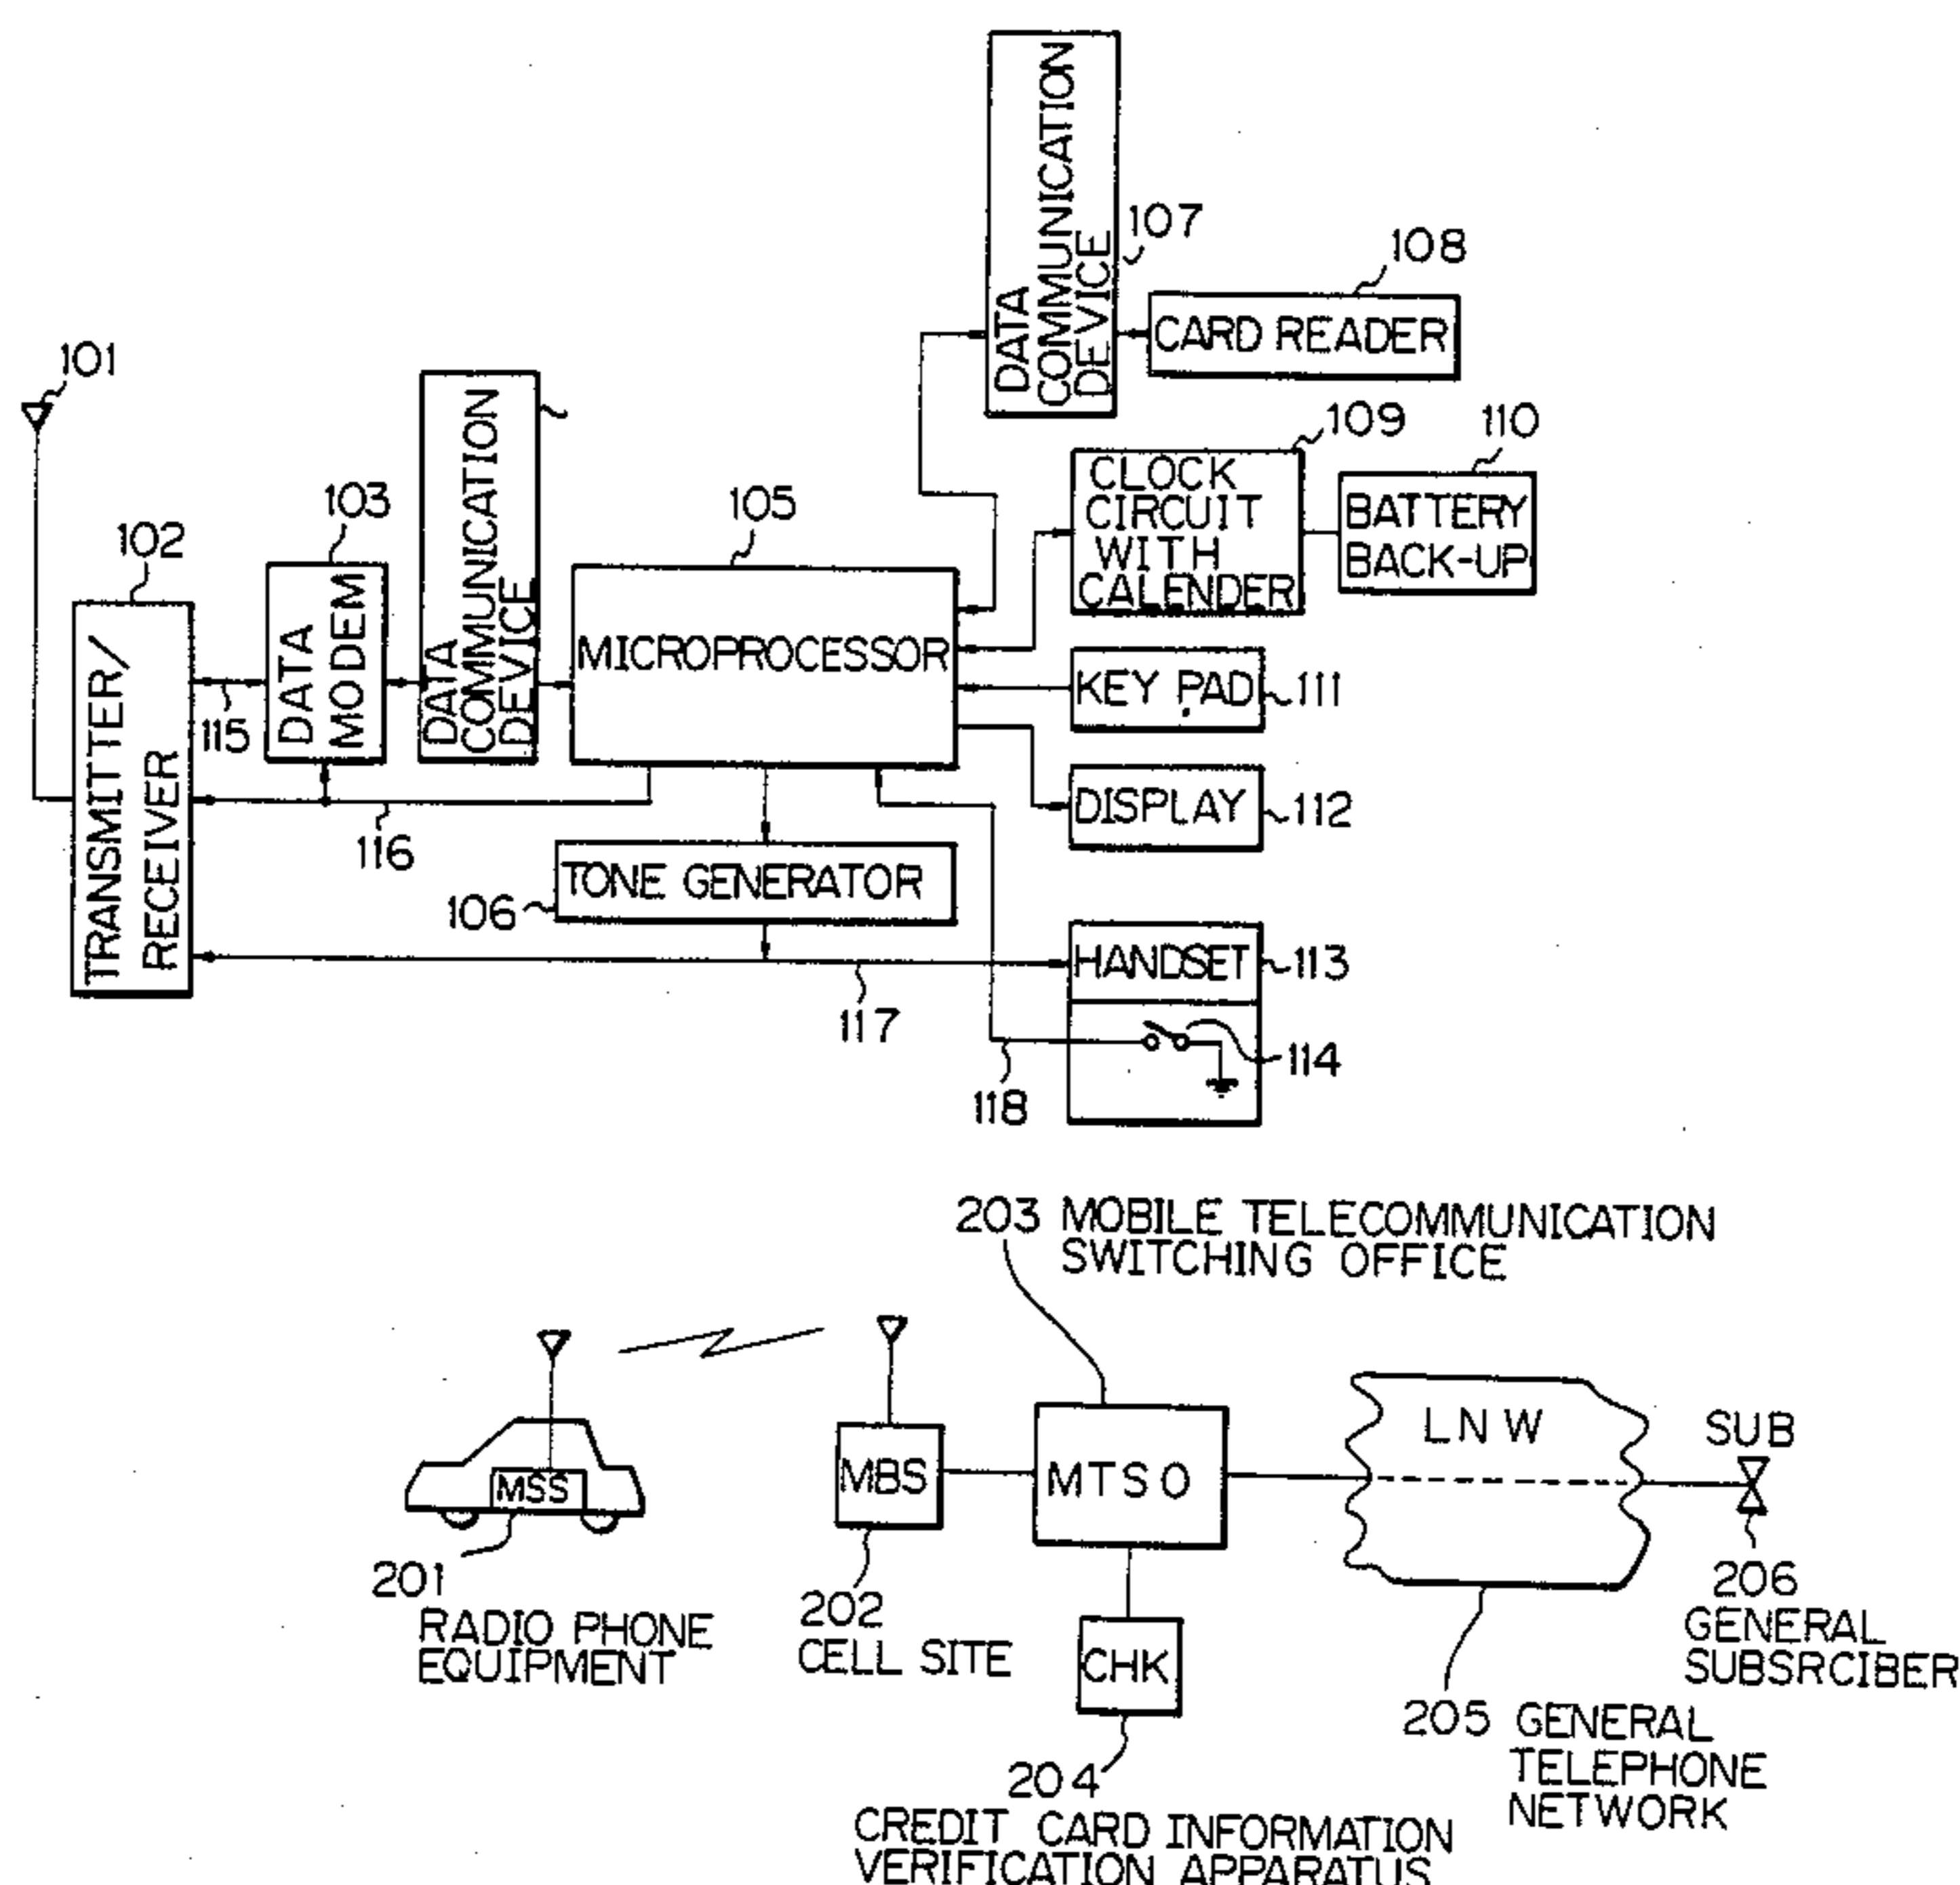 107
DATA
COMMUNICATION
DEVICE
108
CARD READER
101
109
110
CLOCK
CIRCUIT
WITH
CALENDER
BATTERY
BACK-UP
102
103
105
TRANSMITTER/
RECEIVER
DATA
MODEM
DATA
COMMUNICATION
DEVICE
MICROPROCESSOR
KEY PAD
111
115
DISPLAY
112
116
TONE GENERATOR
106
HANDSET
113
117
114
118
203 MOBILE TELECOMMUNICATION
SWITCHING OFFICE
LNW
SUB
MSS
MBS
MTSO
201
RADIO PHONE
EQUIPMENT
202
CELL SITE
CHK
206
GENERAL
SUBSRCIBER
205 GENERAL
TELEPHONE
NETWORK
204
CREDIT CARD INFORMATION
VERIFICATION APPARATUS